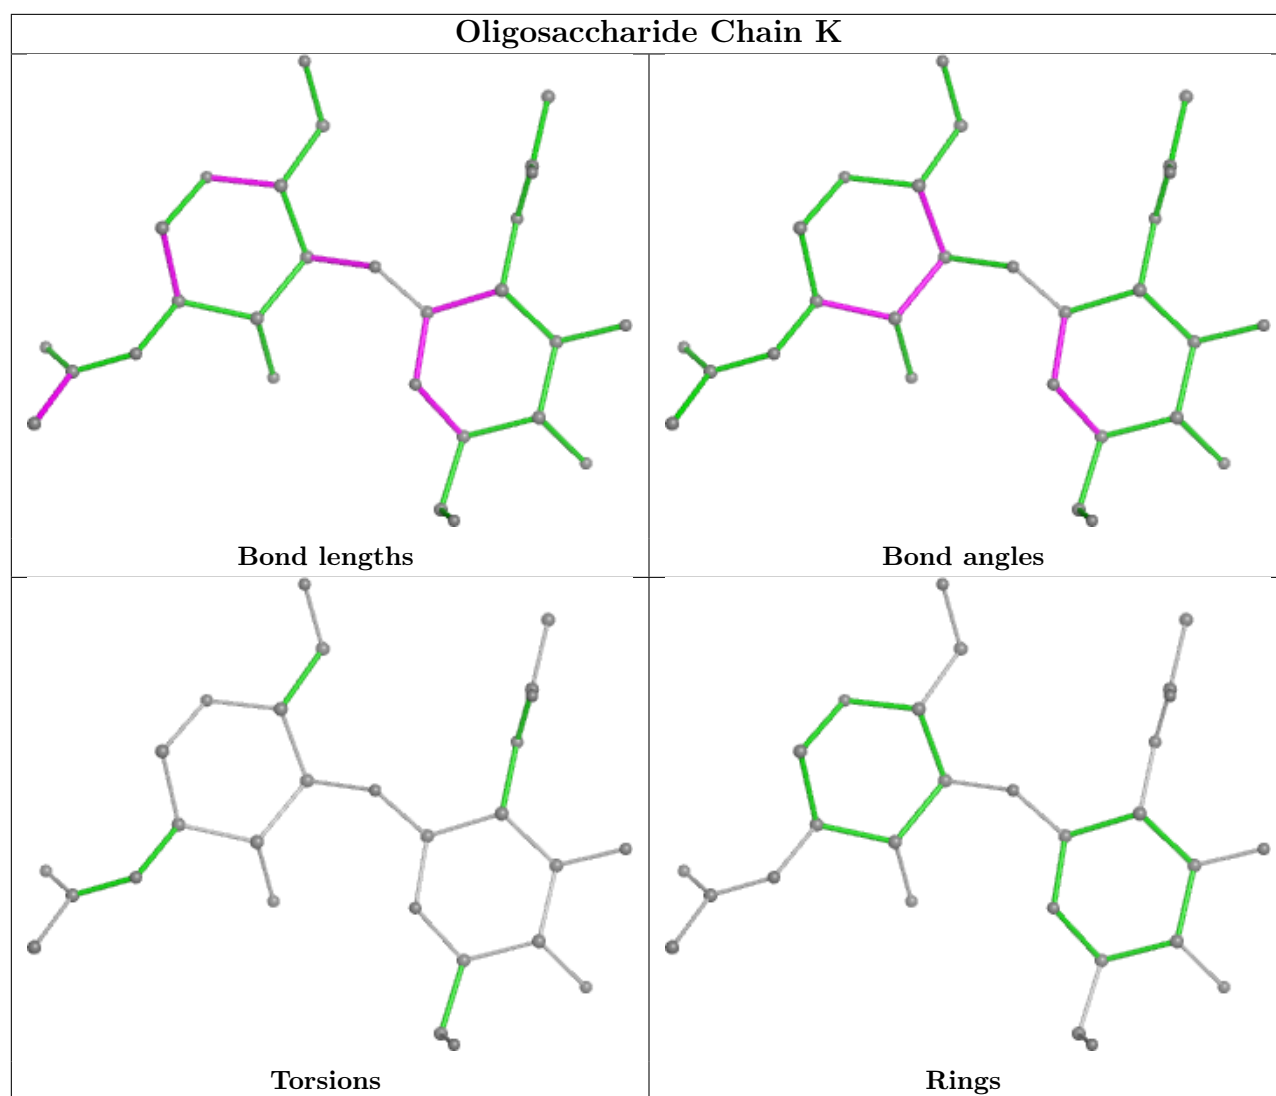 Oligosaccharide Chain K
Bond lengths
Bond angles
Torsions
Rings